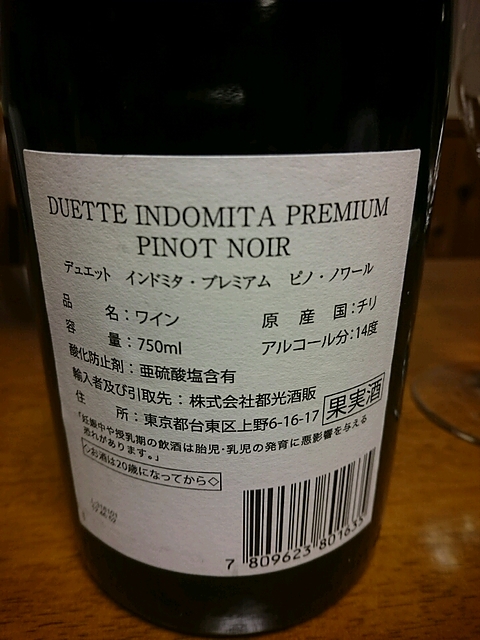 DUETTE INDOMITA PREMIUM
PINOT NOIR
デュエット インドミタ・プレミアム ピノ・ノワール
品 名：ワイン 原 産 国：チリ
容 量：750ml アルコール分：14度
酸化防止剤：亜硫酸塩含有
輸入者及び引取先：株式会社都光酒販
住 所：東京都台東区上野6-16-17
果実酒
「妊娠中や授乳期の飲酒は胎児・乳児の発育に悪影響を与える
恐れがあります。」
◇お酒は20歳になってから◇
7 809623 80163